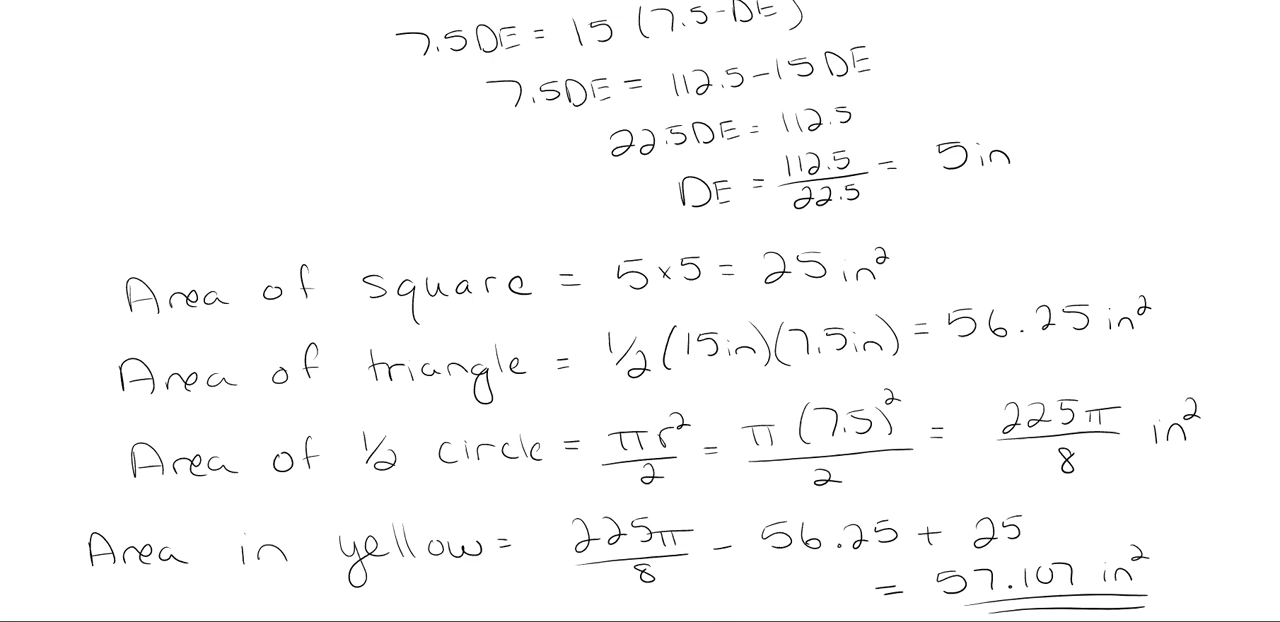 7.5DE = 15 (7.5-DE)
7.5DE = 112.5-15DE
22.5DE = 112.5
DE = 112.5/22.5 = 5in
Area of square = 5×5 = 25 in²
Area of triangle = 1/2(15in)(7.5in) = 56.25 in²
Area of 1/2 circle = πr²/2 = π(7.5)²/2 = 225π/8 in²
Area in yellow = 225π/8 - 56.25 + 25
= 57.107 in²